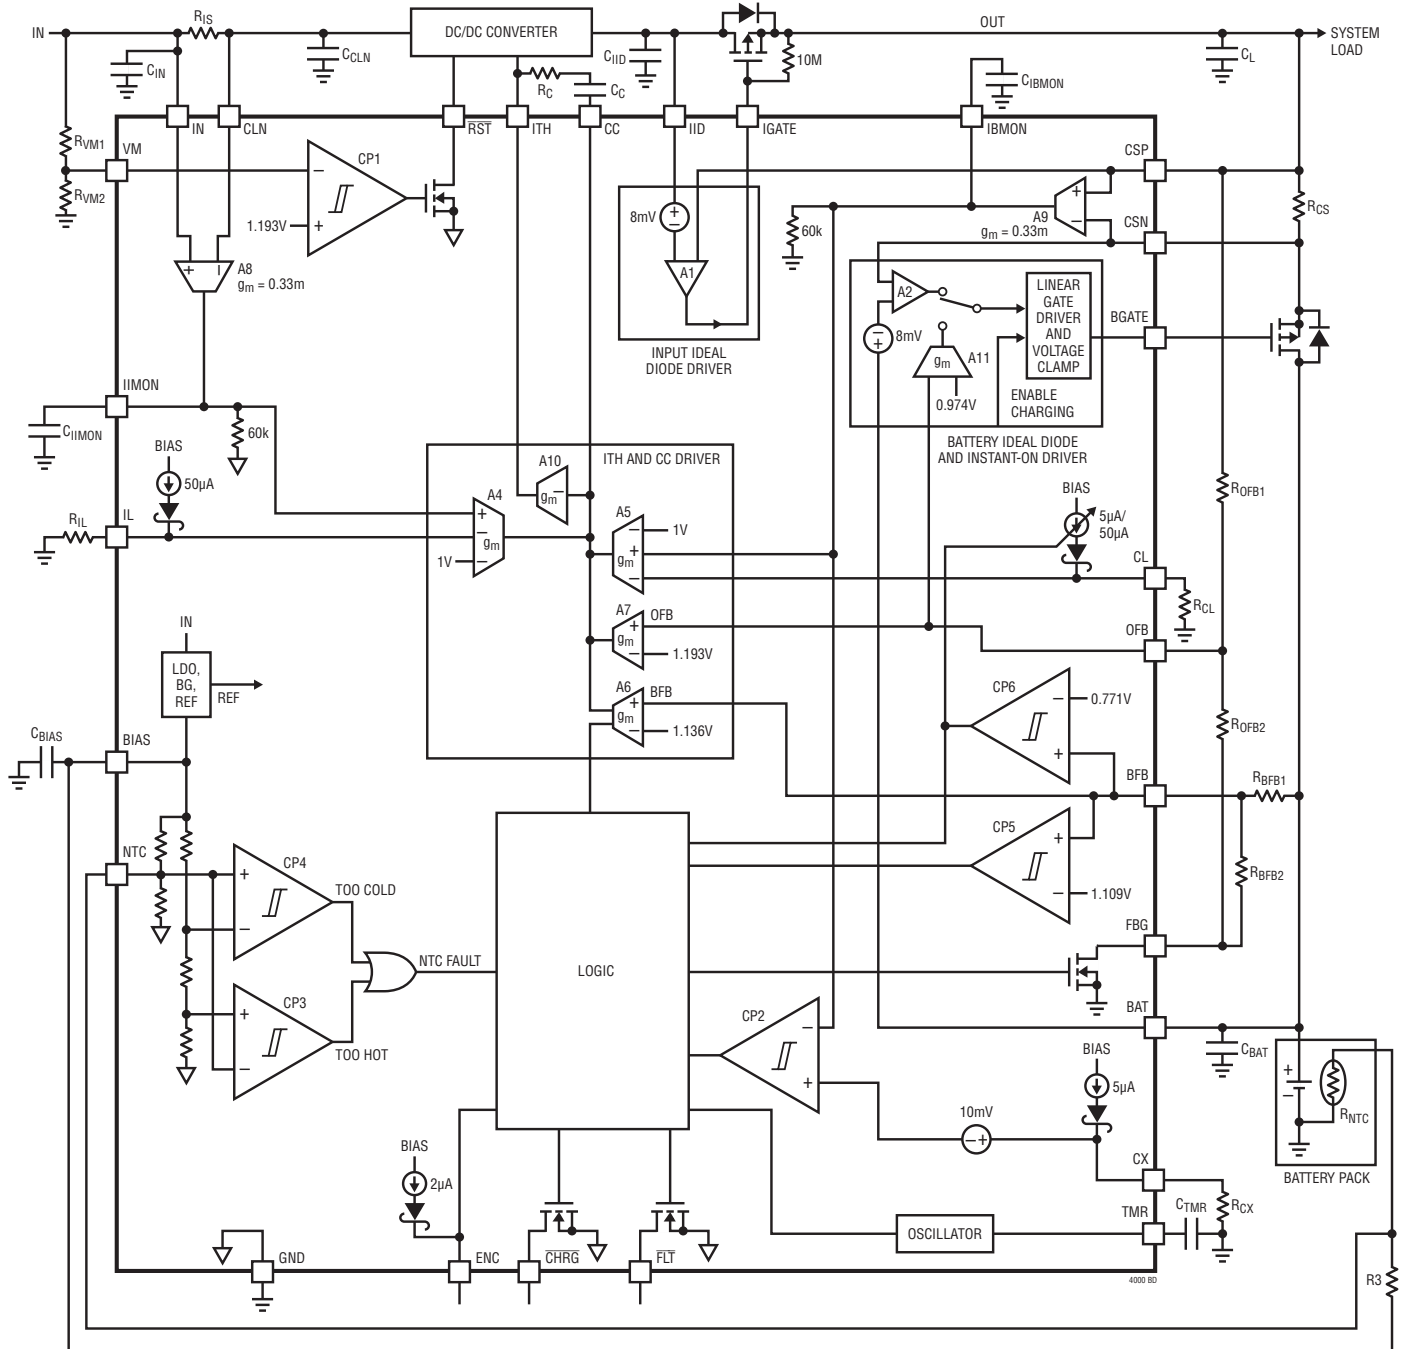 IN
RIS
DC/DC CONVERTER
OUT
SYSTEM
LOAD
CIN
CCLN
RC
CC
CIID
10M
CL
CIBMON
IN
CLN
RST
ITH
CC
IID
IGATE
IBMON
RVM1
VM
RVM2
CP1
−
+
1.193V
8mV
+
−
A1
INPUT IDEAL
DIODE DRIVER
60k
+
−
A9
gm = 0.33m
CSP
CSN
RCS
+
−
A8
gm = 0.33m
A2
−
+
8mV
gm
A11
0.974V
LINEAR
GATE
DRIVER
AND
VOLTAGE
CLAMP
ENABLE
CHARGING
BATTERY IDEAL DIODE
AND INSTANT-ON DRIVER
BGATE
IIMON
CIIMON
60k
BIAS
50µA
RIL
IL
ITH AND CC DRIVER
A10
gm
−
A4
+
−
gm
1V
−
A5
−
1V
gm
+
−
A7
OFB
+
gm
−
1.193V
A6
BFB
+
gm
−
1.136V
BIAS
5µA/
50µA
CL
RCL
ROFB1
OFB
ROFB2
CP6
−
0.771V
+
BFB
RBFB1
RBFB2
CP5
+
−
1.109V
FBG
IN
LDO,
BG,
REF
REF
CBIAS
BIAS
NTC
CP4
+
−
TOO COLD
CP3
+
−
TOO HOT
NTC FAULT
LOGIC
CP2
−
+
BAT
CBAT
BIAS
5µA
10mV
−+
CX
+
−
RNTC
BATTERY PACK
BIAS
2µA
OSCILLATOR
TMR
CTMR
RCX
GND
ENC
CHRG
FLT
4000 BD
R3